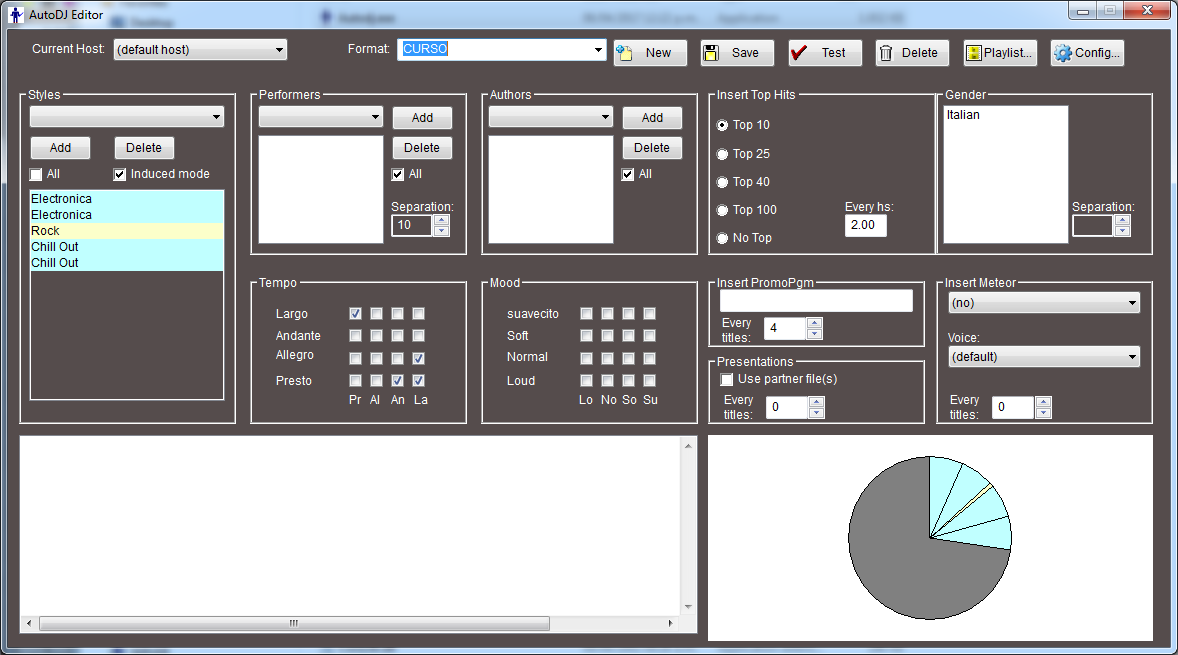 AutoDJ Editor
Current Host: (default host) Format: CURSO New Save Test Delete Playlist... Config...
Styles
Add Delete
All Induced mode
Electronica
Electronica
Rock
Chill Out
Chill Out
Performers
Add
Delete
All
Separation:
10
Authors
Add
Delete
All
Insert Top Hits
Top 10
Top 25
Top 40
Top 100
No Top
Every hs:
2.00
Gender
Italian
Separation:
Tempo
Largo
Andante
Allegro
Presto
Pr Al An La
Mood
suavecito
Soft
Normal
Loud
Lo No So Su
Insert PromoPgm
Every
titles: 4
Presentations
Use partner file(s)
Every
titles: 0
Insert Meteor
(no)
Voice:
(default)
Every
titles: 0